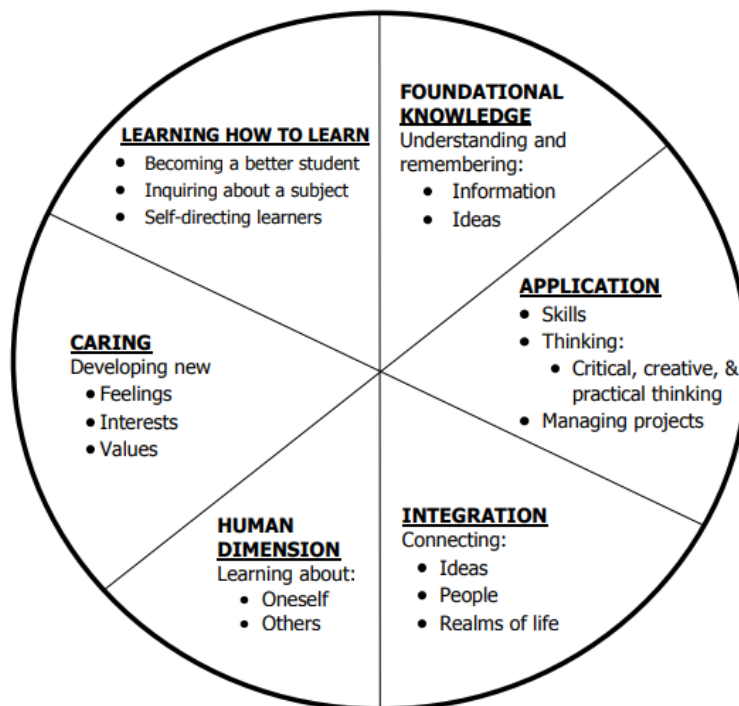 FOUNDATIONAL
KNOWLEDGE
Understanding and
remembering:
• Information
• Ideas
APPLICATION
• Skills
• Thinking:
• Critical, creative, &
practical thinking
• Managing projects
INTEGRATION
Connecting:
• Ideas
• People
• Realms of life
HUMAN
DIMENSION
Learning about:
• Oneself
• Others
CARING
Developing new
• Feelings
• Interests
• Values
LEARNING HOW TO LEARN
• Becoming a better student
• Inquiring about a subject
• Self-directing learners